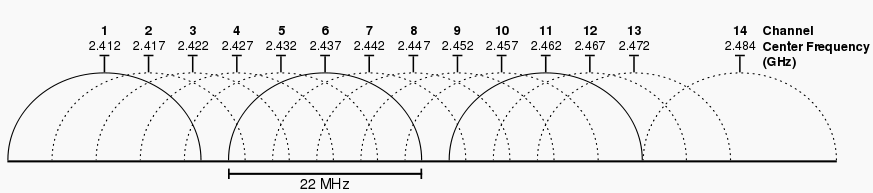 1 2 3 4 5 6 7 8 9 10 11 12 13 14 Channel
2.412 2.417 2.422 2.427 2.432 2.437 2.442 2.447 2.452 2.457 2.462 2.467 2.472 2.484 Center Frequency
(GHz)
22 MHz